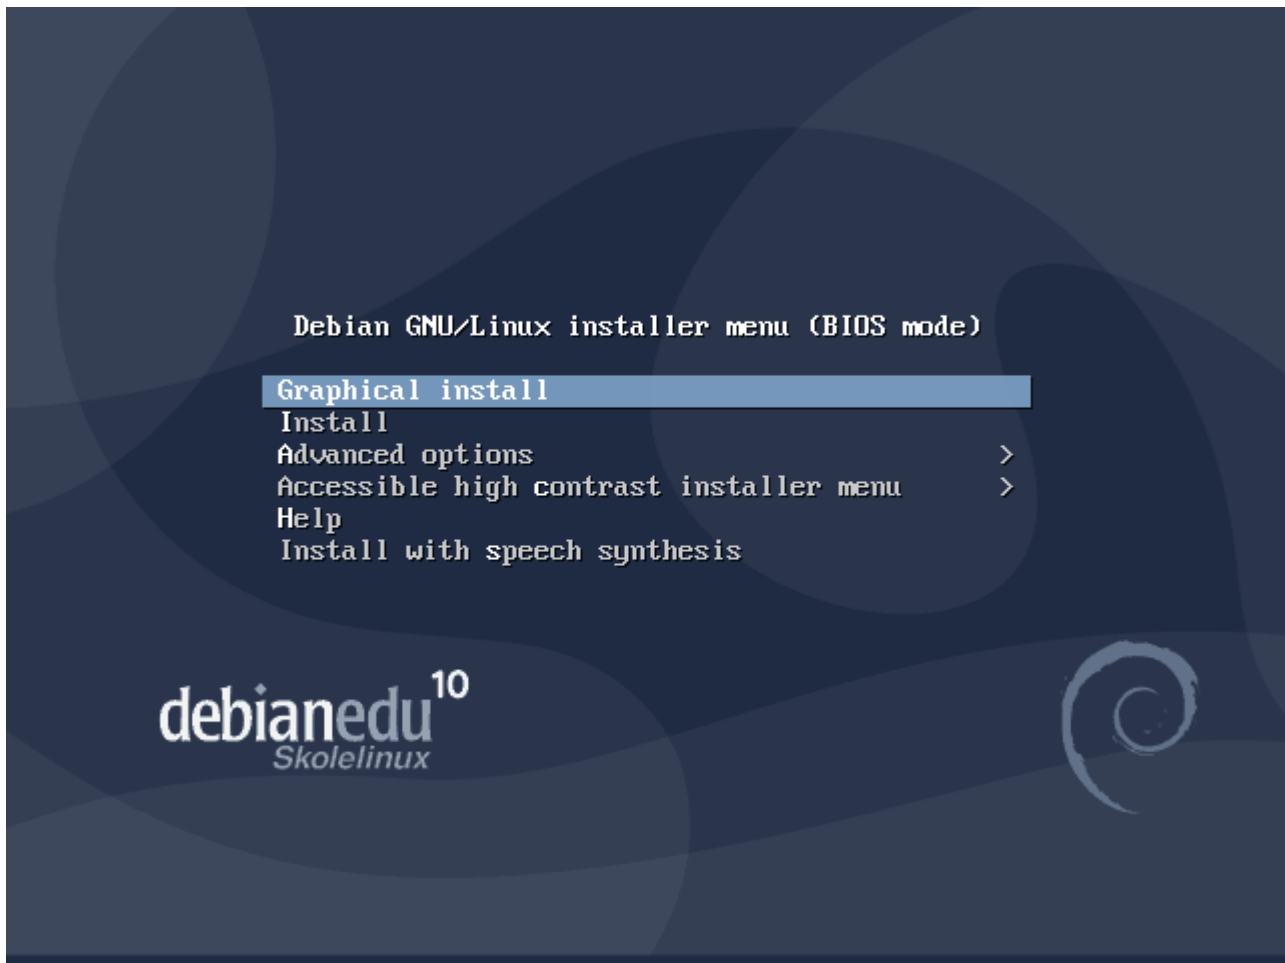 Debian GNU/Linux installer menu (BIOS mode)
Graphical install
Install
Advanced options >
Accessible high contrast installer menu >
Help
Install with speech synthesis
debianedu 10
Skolelinux